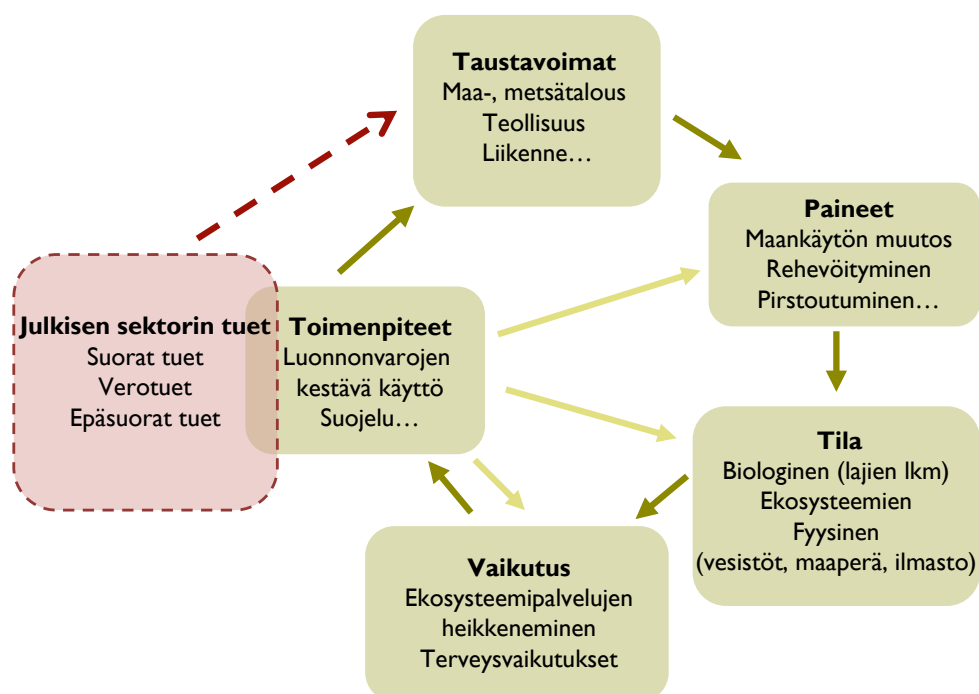 Taustavoimat
Maa-, metsätalous
Teollisuus
Liikenne…
Paineet
Maankäytön muutos
Rehevöityminen
Pirstoutuminen…
Julkisen sektorin tuet
Suorat tuet
Verotuet
Epäsuorat tuet
Toimenpiteet
Luonnonvarojen
kestävä käyttö
Suojelu…
Tila
Biologinen (lajien lkm)
Ekosysteemien
Fyysinen
(vesistöt, maaperä, ilmasto)
Vaikutus
Ekosysteemipalvelujen
heikkeneminen
Terveysvaikutukset